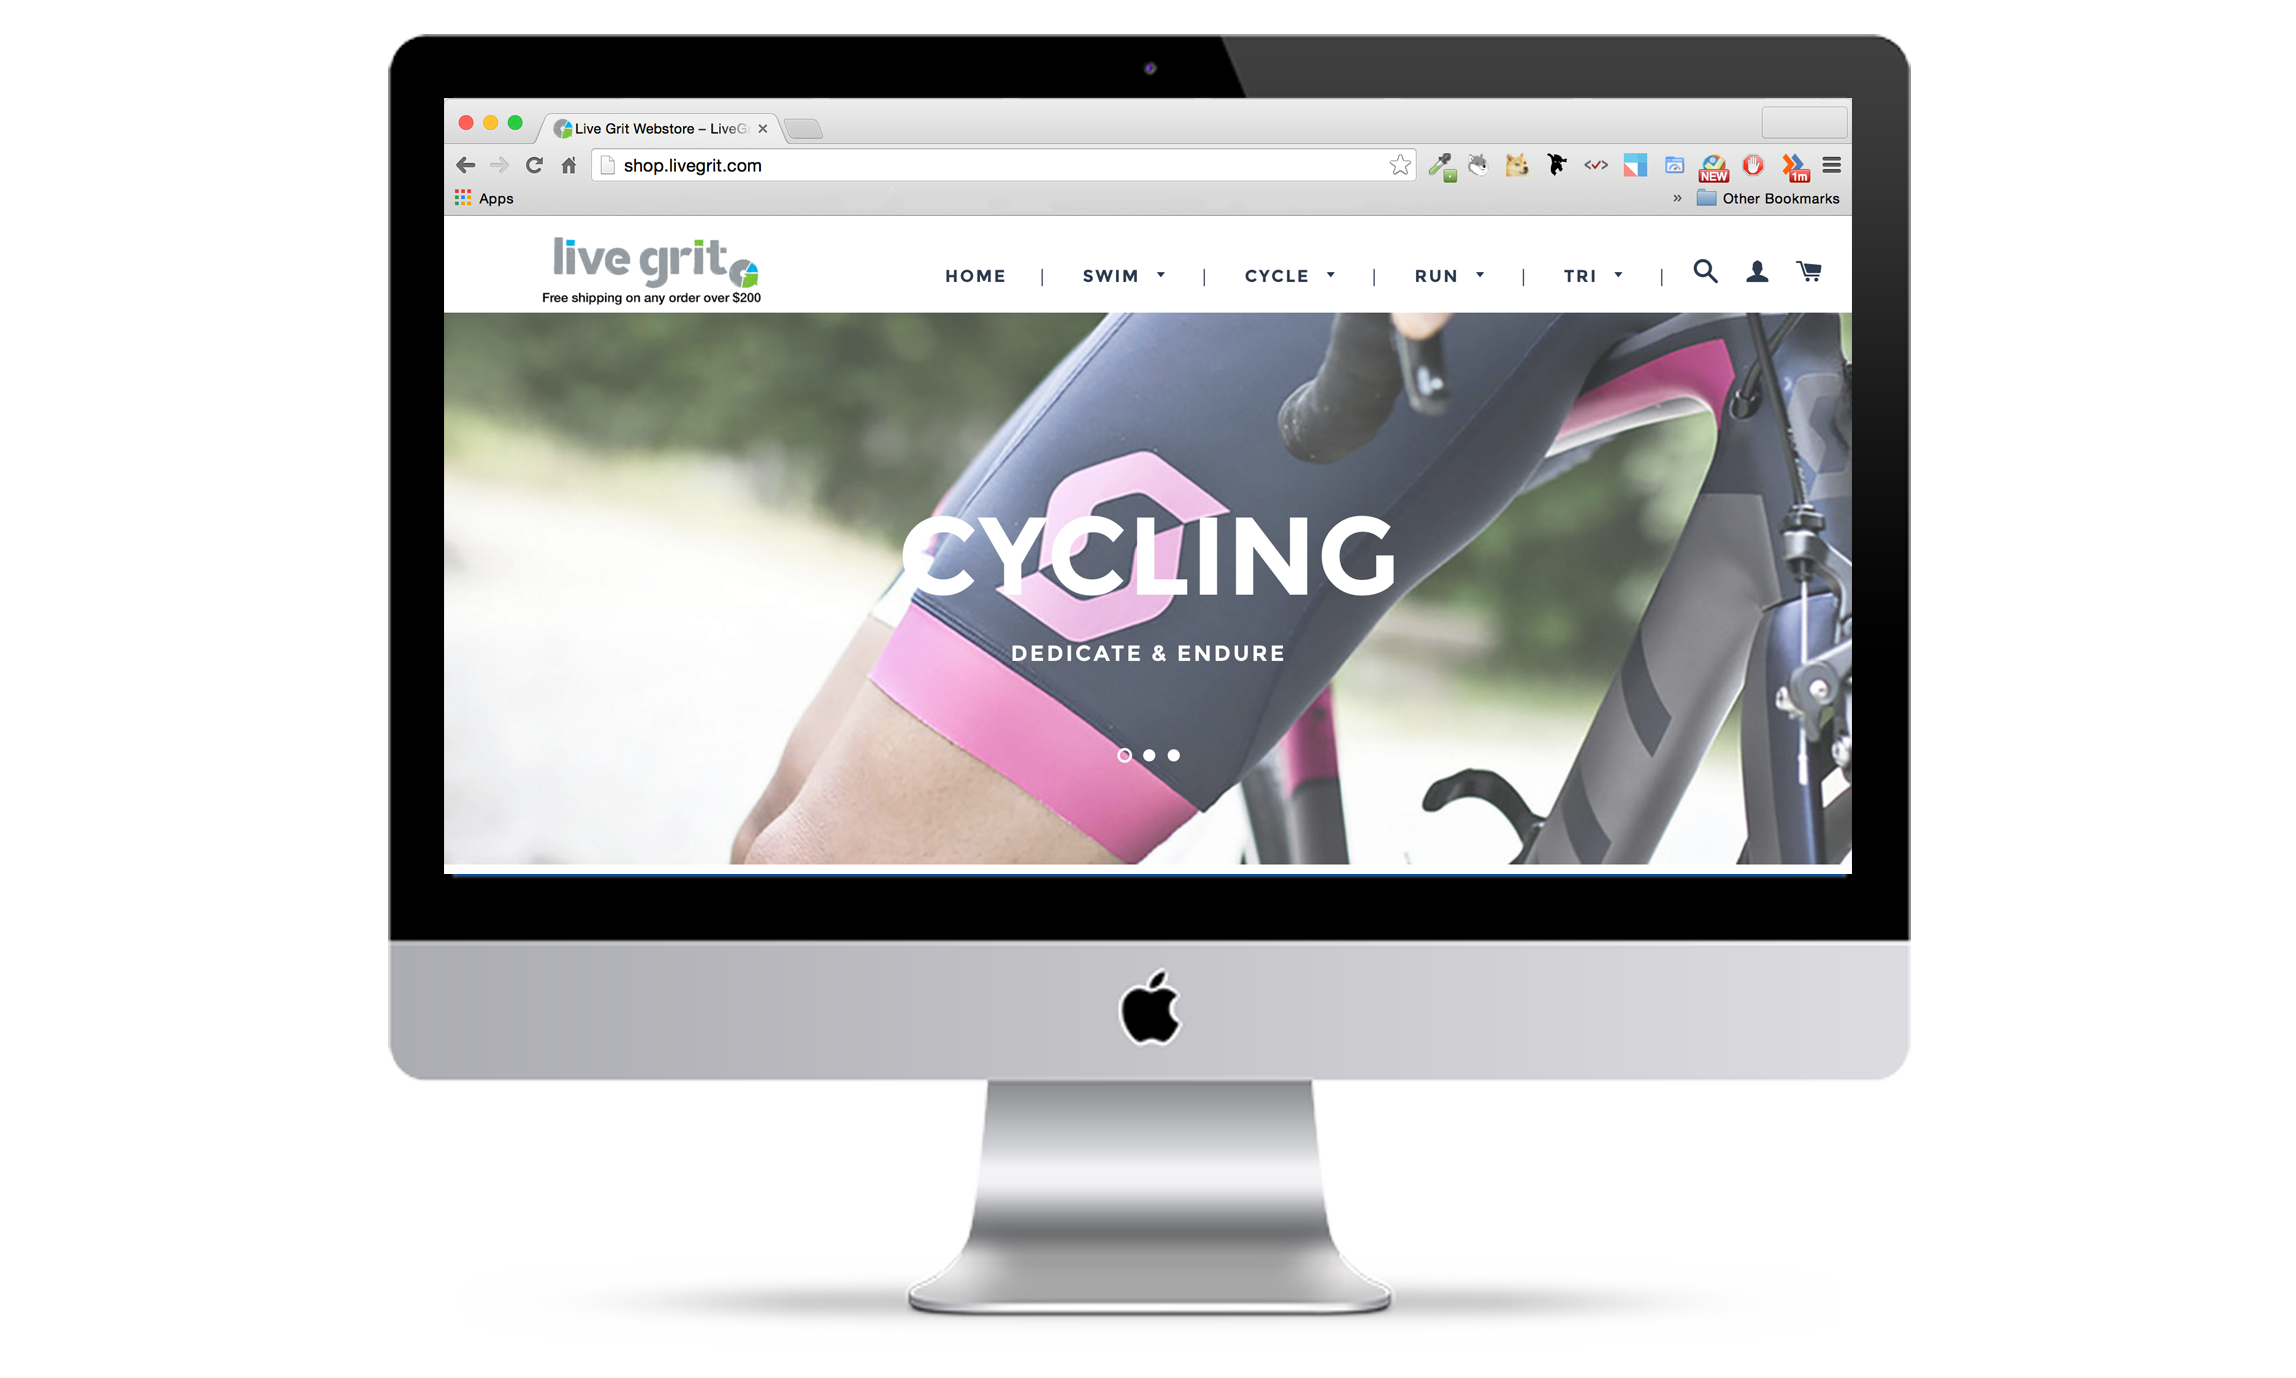 Live Grit Webstore – LiveG
shop.livegrit.com
NEW
1m
Apps
» Other Bookmarks
live grit
Free shipping on any order over $200
HOME | SWIM | CYCLE | RUN | TRI |
CYCLING
DEDICATE & ENDURE